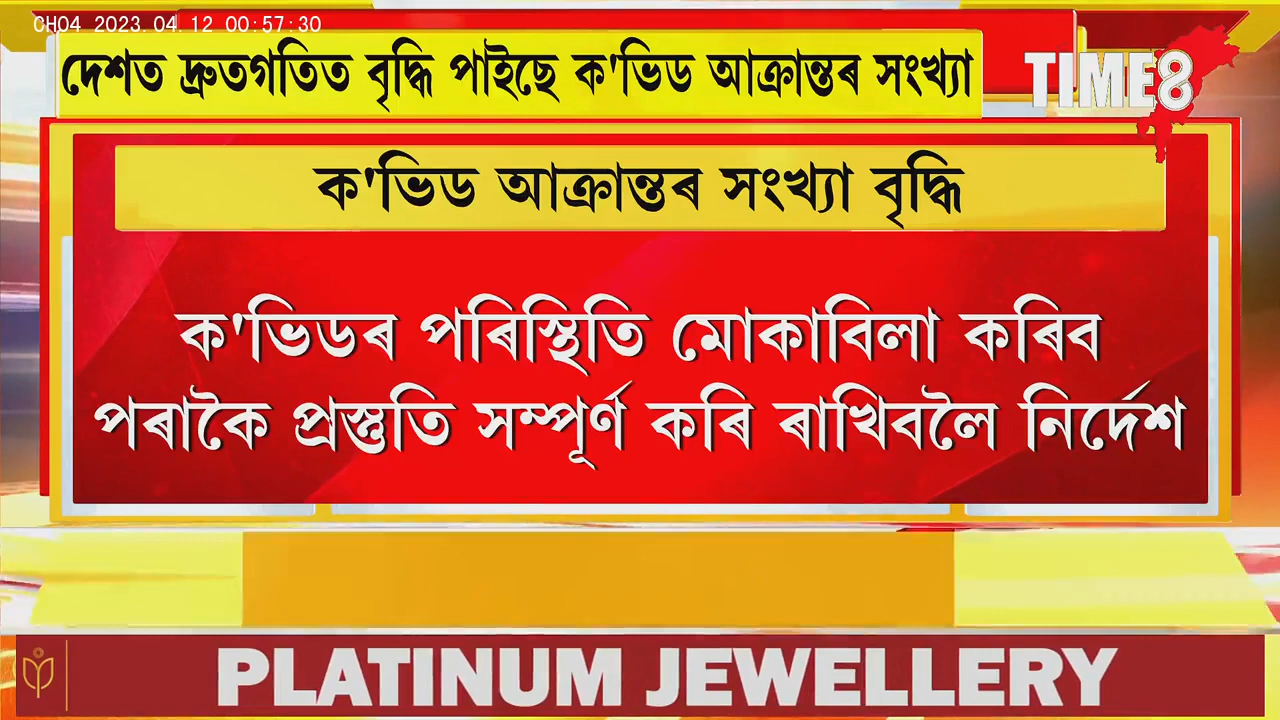 CH04 2023.04.12 00:57:30
দেশত দ্ৰুতগতিত বৃদ্ধি পাইছে ক'ভিড আক্ৰান্তৰ সংখ্যা
TIME8
ক'ভিড আক্ৰান্তৰ সংখ্যা বৃদ্ধি
ক'ভিডৰ পৰিস্থিতি মোকাবিলা কৰিব
পৰাকৈ প্ৰস্তুতি সম্পূৰ্ণ কৰি ৰাখিবলৈ নিৰ্দেশ
PLATINUM JEWELLERY